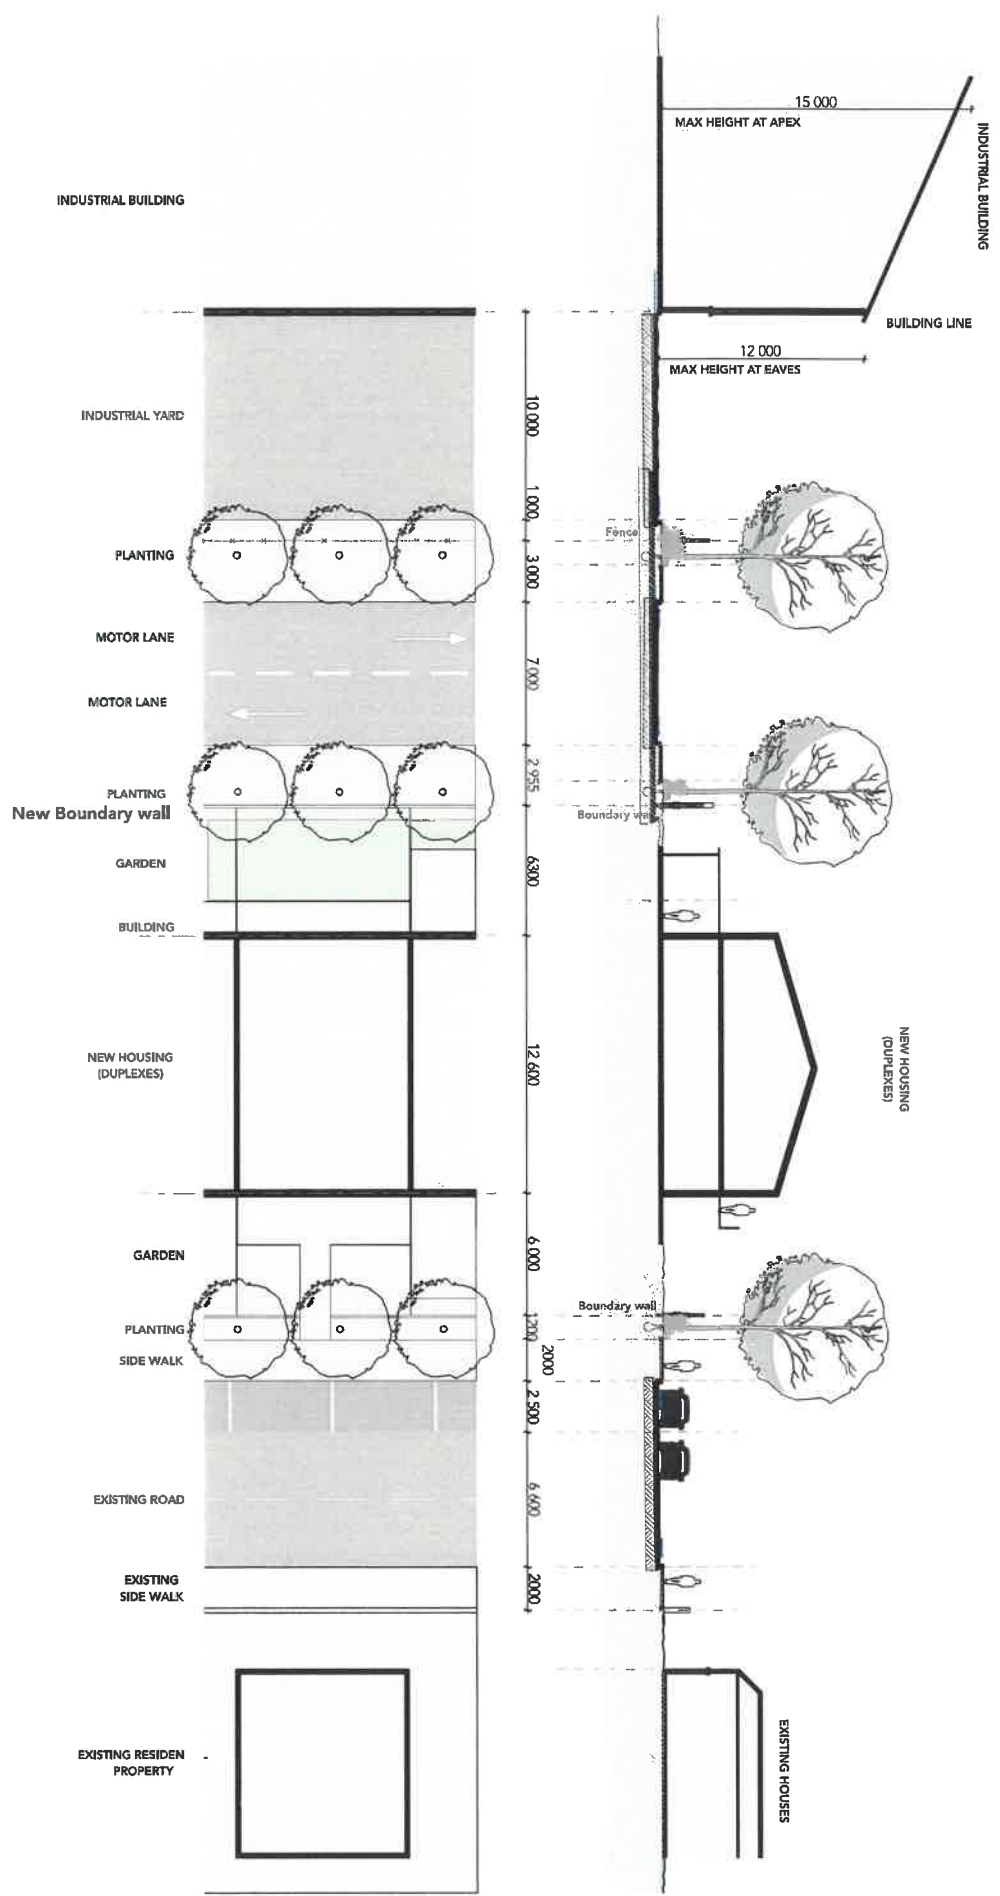 15 000
MAX HEIGHT AT APEX
INDUSTRIAL BUILDING
INDUSTRIAL BUILDING
BUILDING LINE
12 000
MAX HEIGHT AT EAVES
INDUSTRIAL YARD
10 000
1 000
Fence
PLANTING
3 000
MOTOR LANE
7 000
MOTOR LANE
2 955
PLANTING
New Boundary wall
Boundary wa
GARDEN
6300
BUILDING
NEW HOUSING
(DUPLEXES)
12 600
NEW HOUSING
(DUPLEXES)
GARDEN
6 000
Boundary wall
PLANTING
1200
SIDE WALK
2000
2 500
EXISTING ROAD
6 600
EXISTING
SIDE WALK
2000
EXISTING RESIDEN
PROPERTY
EXISTING HOUSES